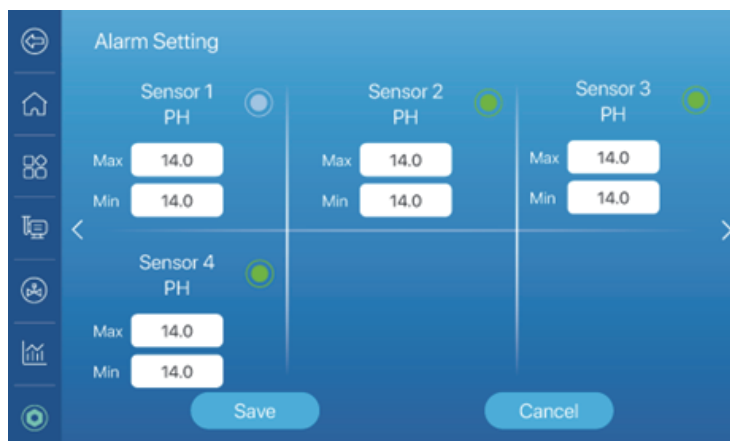 Alarm Setting
Sensor 1
PH
Max 14.0
Min 14.0
Sensor 2
PH
Max 14.0
Min 14.0
Sensor 3
PH
Max 14.0
Min 14.0
Sensor 4
PH
Max 14.0
Min 14.0
Save
Cancel